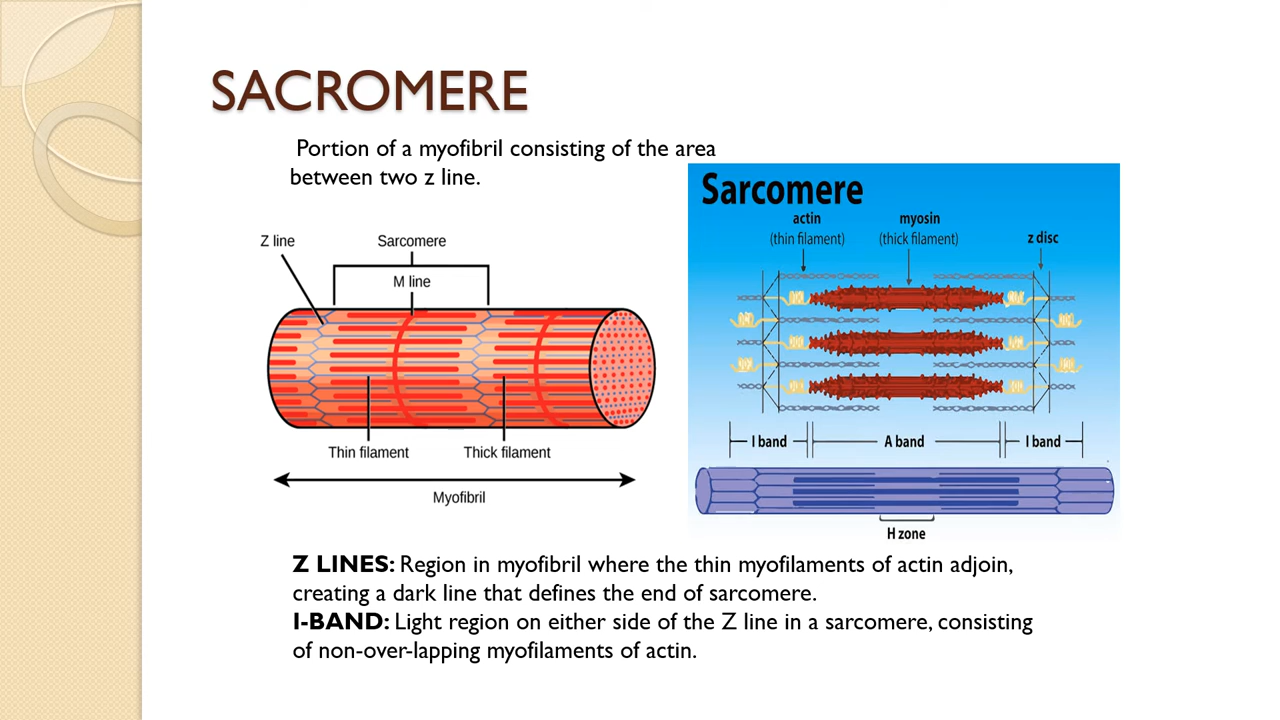 SACROMERE
Portion of a myofibril consisting of the area
between two z line.
Z line
Sarcomere
M line
Thin filament
Thick filament
Myofibril
Sarcomere
actin
(thin filament)
myosin
(thick filament)
z disc
I band
A band
I band
H zone
Z LINES: Region in myofibril where the thin myofilaments of actin adjoin,
creating a dark line that defines the end of sarcomere.
I-BAND: Light region on either side of the Z line in a sarcomere, consisting
of non-over-lapping myofilaments of actin.